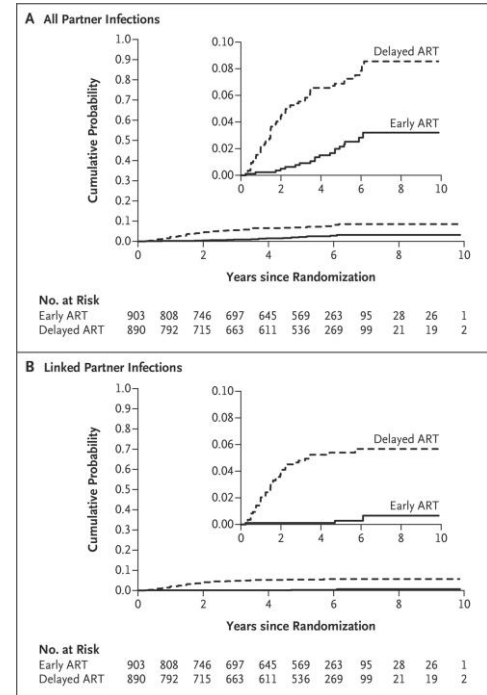 A All Partner Infections
Cumulative Probability
1.0
0.9
0.8
0.7
0.6
0.5
0.4
0.3
0.2
0.1
0.0
0.10
0.08
0.06
0.04
0.02
0.00
Delayed ART
Early ART
0 2 4 6 8 10
0 2 4 6 8 10
Years since Randomization
No. at Risk
Early ART 903 808 746 697 645 569 263 95 28 26 1
Delayed ART 890 792 715 663 611 536 269 99 21 19 2
B Linked Partner Infections
Cumulative Probability
1.0
0.9
0.8
0.7
0.6
0.5
0.4
0.3
0.2
0.1
0.0
0.10
0.08
0.06
0.04
0.02
0.00
Delayed ART
Early ART
0 2 4 6 8 10
0 2 4 6 8 10
Years since Randomization
No. at Risk
Early ART 903 808 746 697 645 569 263 95 28 26 1
Delayed ART 890 792 715 663 611 536 269 99 21 19 2